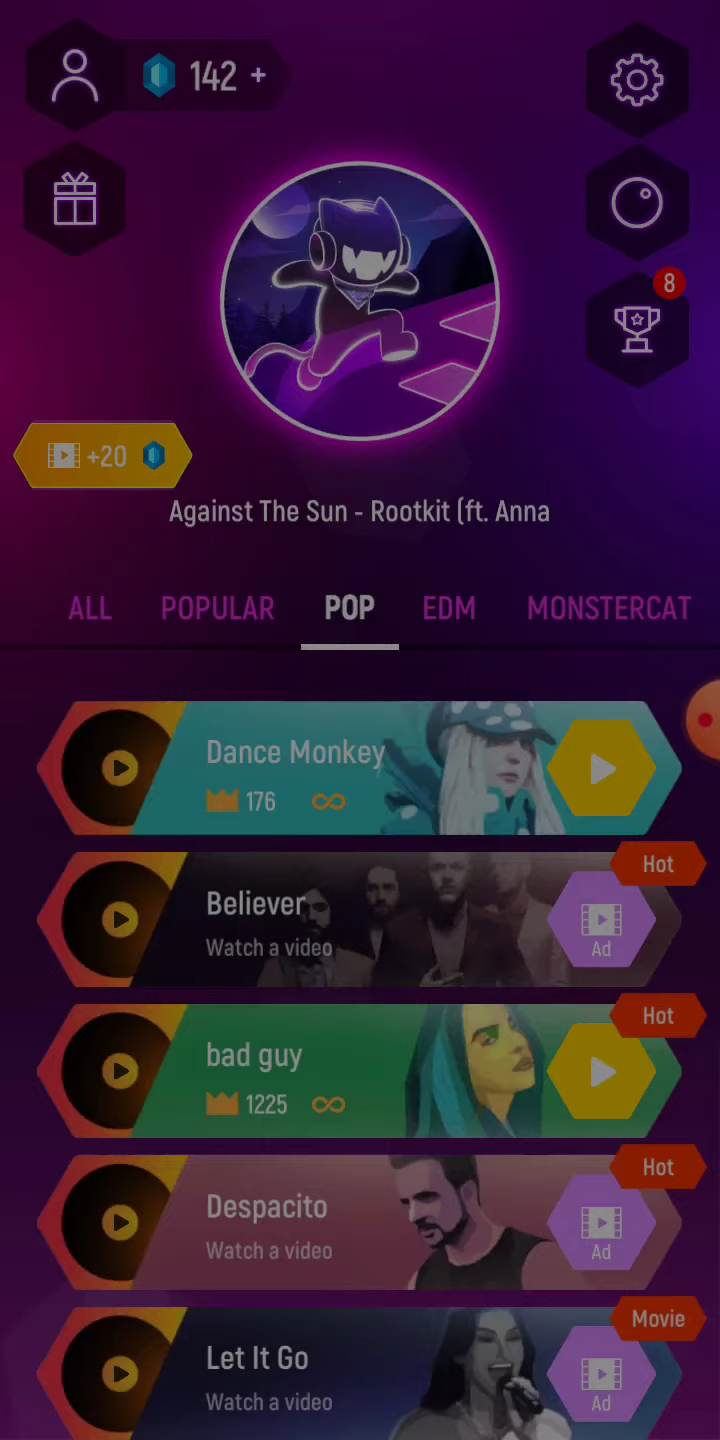 142 +
8
+20
Against The Sun - Rootkit (ft. Anna
ALL POPULAR POP EDM MONSTERCAT
Dance Monkey
176 ∞
Hot
Believer
Watch a video
Ad
Hot
bad guy
1225 ∞
Hot
Despacito
Watch a video
Ad
Movie
Let It Go
Watch a video
Ad